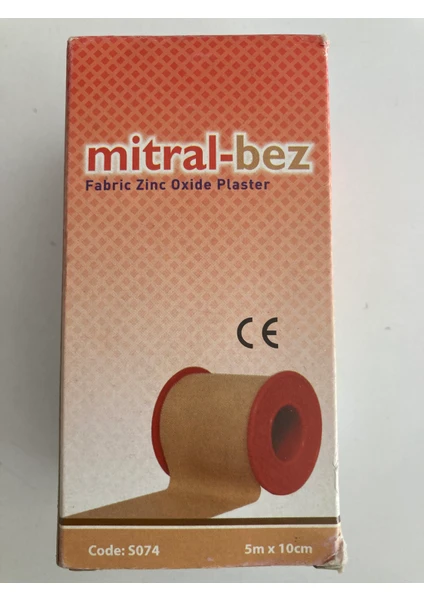 mitral-bez
Fabric Zinc Oxide Plaster
CE
Code: S074 5m x 10cm